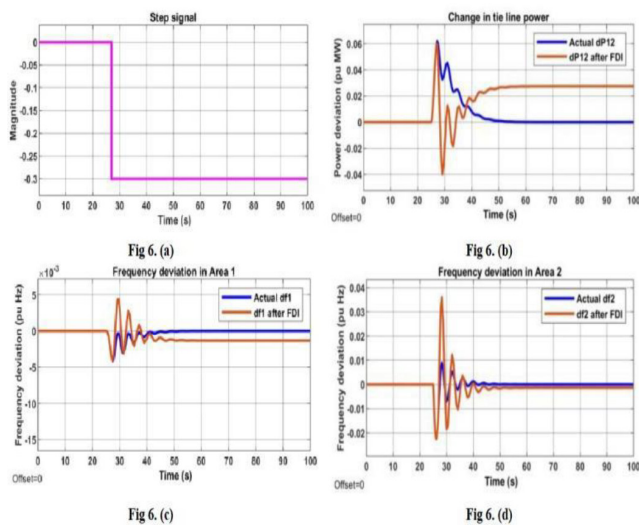 Step signal
Magnitude
0
-0.05
-0.1
-0.15
-0.2
-0.25
-0.3
0 10 20 30 40 50 60 70 80 90 100
Time (s)
Fig 6. (a)
Change in tie line power
Power deviation (pu MW)
0.06
0.04
0.02
0
-0.02
-0.04
Actual dP12
dP12 after FDI
0 10 20 30 40 50 60 70 80 90 100
Offset=0
Time (s)
Fig 6. (b)
×10⁻³
Frequency deviation in Area 1
Frequency deviation (pu Hz)
5
0
-5
-10
-15
Actual df1
df1 after FDI
0 10 20 30 40 50 60 70 80 90 100
Offset=0
Time (s)
Fig 6. (c)
Frequency deviation in Area 2
Frequency deviation (pu Hz)
0.04
0.03
0.02
0.01
0
-0.01
-0.02
Actual df2
df2 after FDI
0 10 20 30 40 50 60 70 80 90 100
Offset=0
Time (s)
Fig 6. (d)